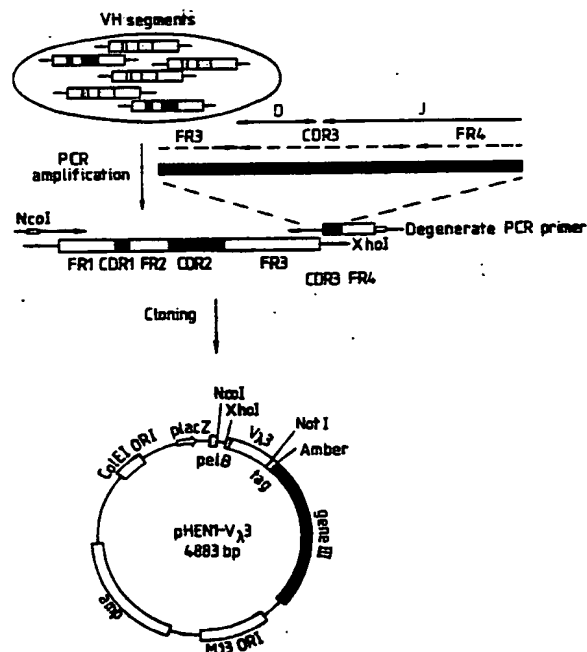 VH segments
D
J
FR3
CDR3
FR4
PCR
amplification
NcoI
Degenerate PCR primer
XhoI
FR1 CDR1 FR2 CDR2 FR3
CDR3 FR4
Cloning
NcoI
XhoI
Vλ3
NotI
Amber
placZ
pelB
tag
ColEI ORI
gene III
pHEN1-Vλ3
4883 bp
amp
M13 ORI